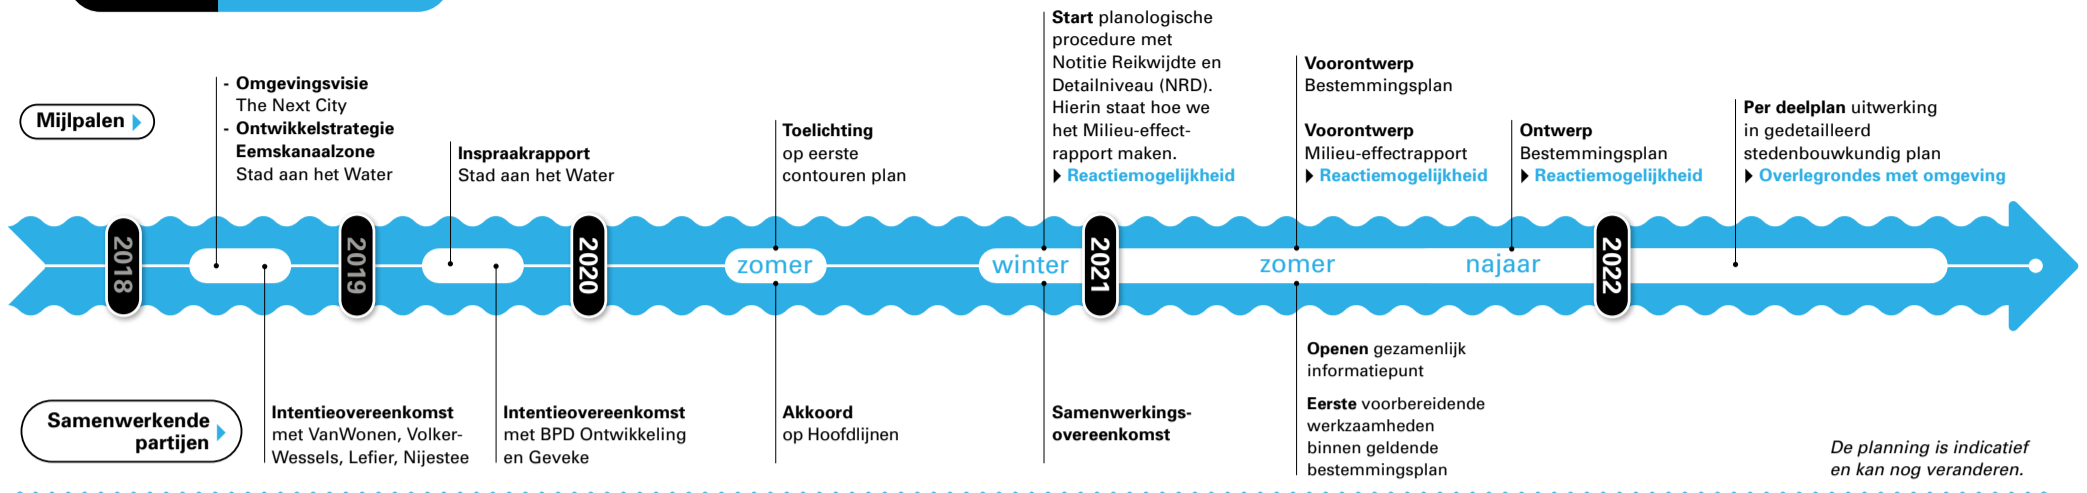 Mijlpalen
- Omgevingsvisie
The Next City
- Ontwikkelstrategie
Eemskanaalzone
Stad aan het Water
Inspraakrapport
Stad aan het Water
Toelichting
op eerste
contouren plan
Start planologische
procedure met
Notitie Reikwijdte en
Detailniveau (NRD).
Hierin staat hoe we
het Milieu-effect-
rapport maken.
Reactiemogelijkheid
Voorontwerp
Bestemmingsplan
Voorontwerp
Milieu-effectrapport
Reactiemogelijkheid
Ontwerp
Bestemmingsplan
Reactiemogelijkheid
Per deelplan uitwerking
in gedetailleerd
stedenbouwkundig plan
Overlegrondes met omgeving
2018
2019
2020
zomer
winter
2021
zomer
najaar
2022
Samenwerkende
partijen
Intentieovereenkomst
met VanWonen, Volker-
Wessels, Lefier, Nijestee
Intentieovereenkomst
met BPD Ontwikkeling
en Geveke
Akkoord
op Hoofdlijnen
Samenwerkings-
overeenkomst
Openen gezamenlijk
informatiepunt
Eerste voorbereidende
werkzaamheden
binnen geldende
bestemmingsplan
De planning is indicatief
en kan nog veranderen.